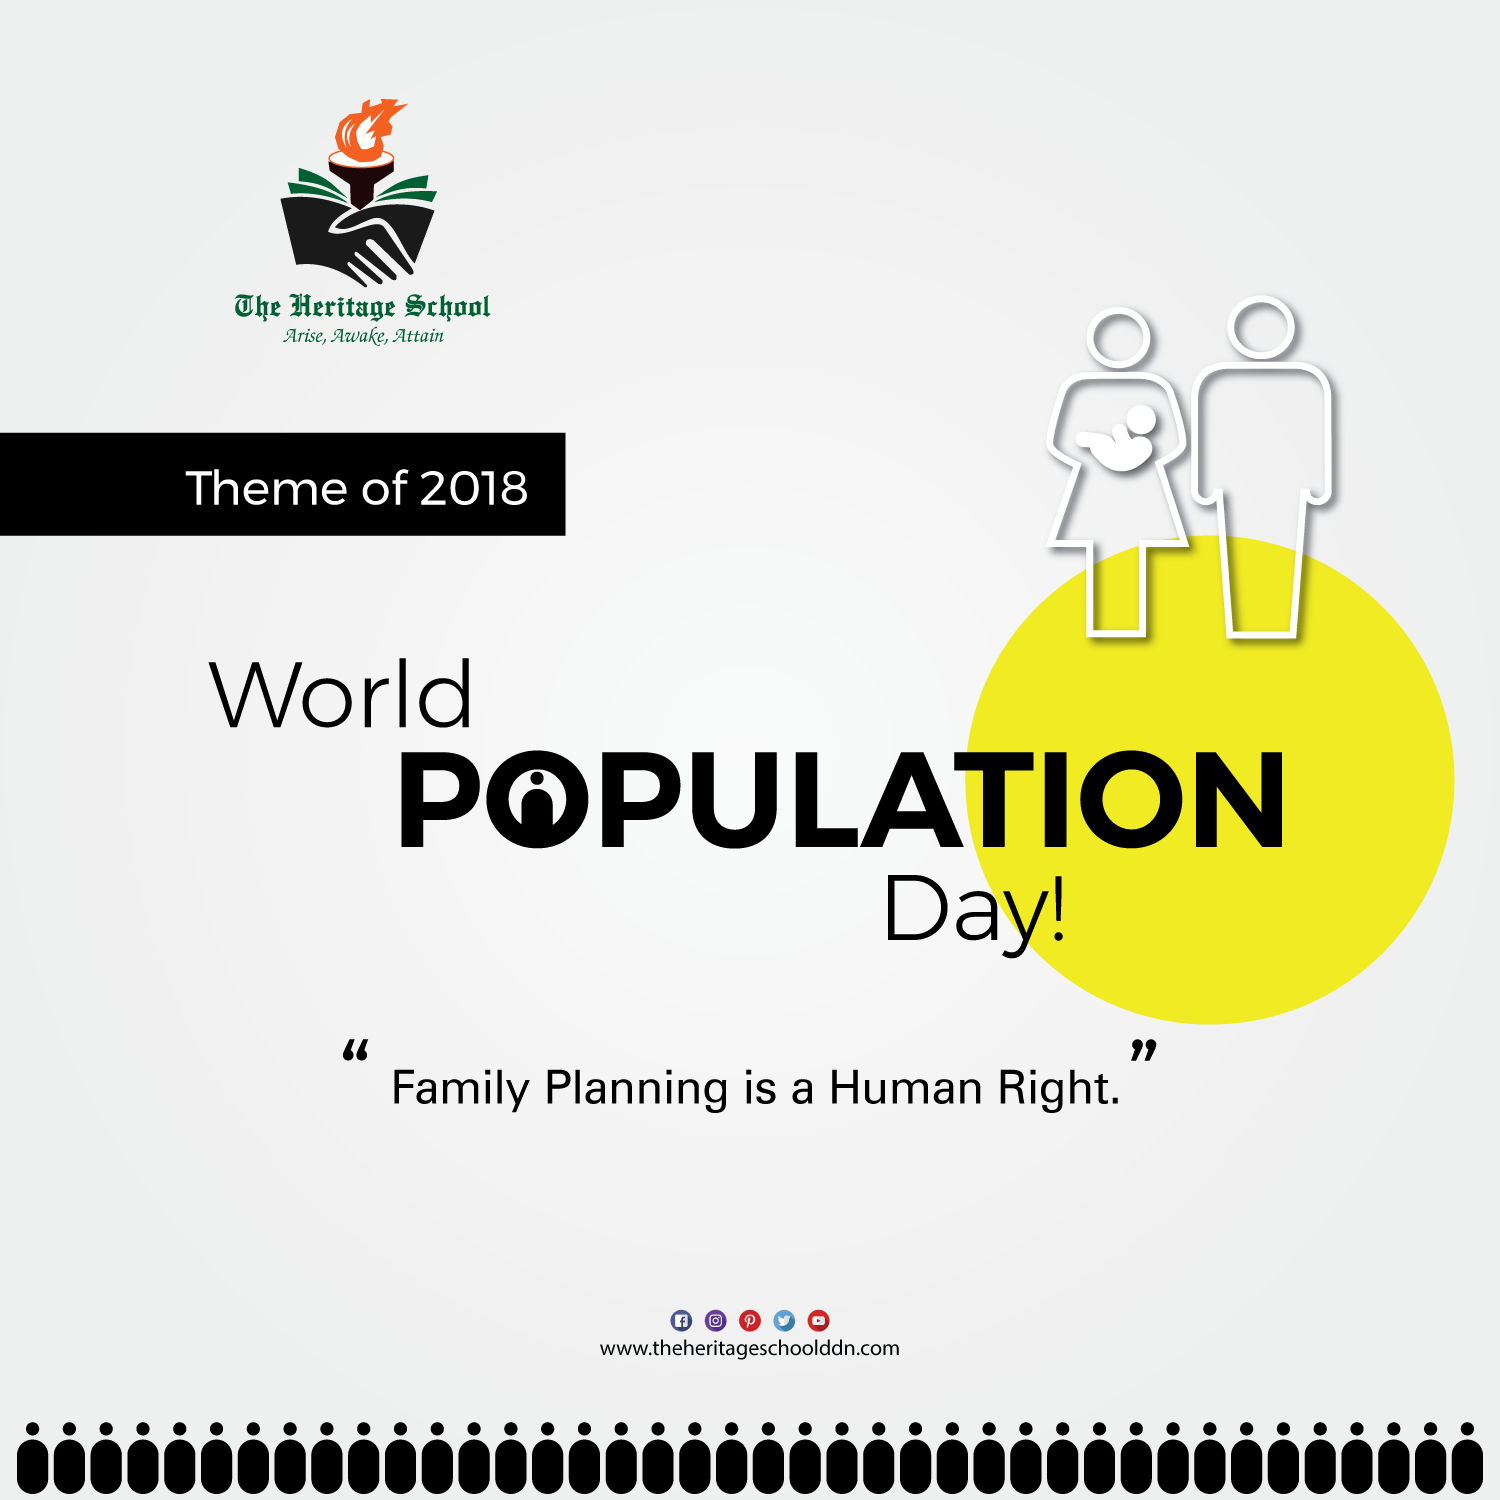 The Heritage School
Arise, Awake, Attain
Theme of 2018
World
POPULATION
Day!
“ Family Planning is a Human Right. ”
www.theheritageschoolddn.com